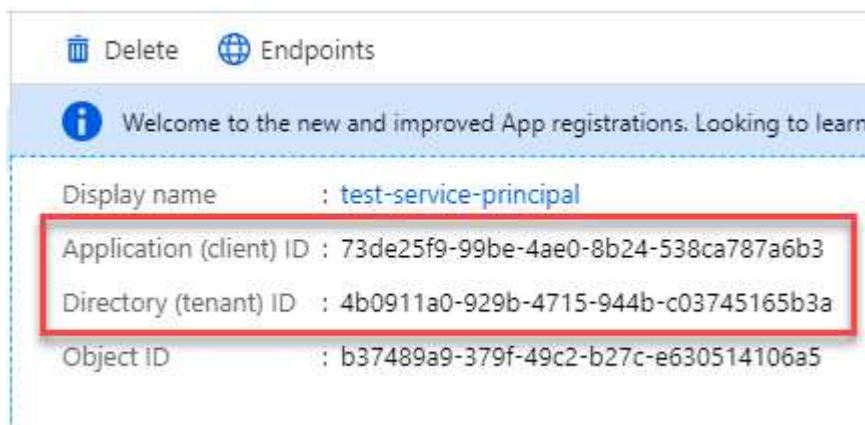 Delete Endpoints
Welcome to the new and improved App registrations. Looking to learn
Display name : test-service-principal
Application (client) ID : 73de25f9-99be-4ae0-8b24-538ca787a6b3
Directory (tenant) ID : 4b0911a0-929b-4715-944b-c03745165b3a
Object ID : b37489a9-379f-49c2-b27c-e630514106a5